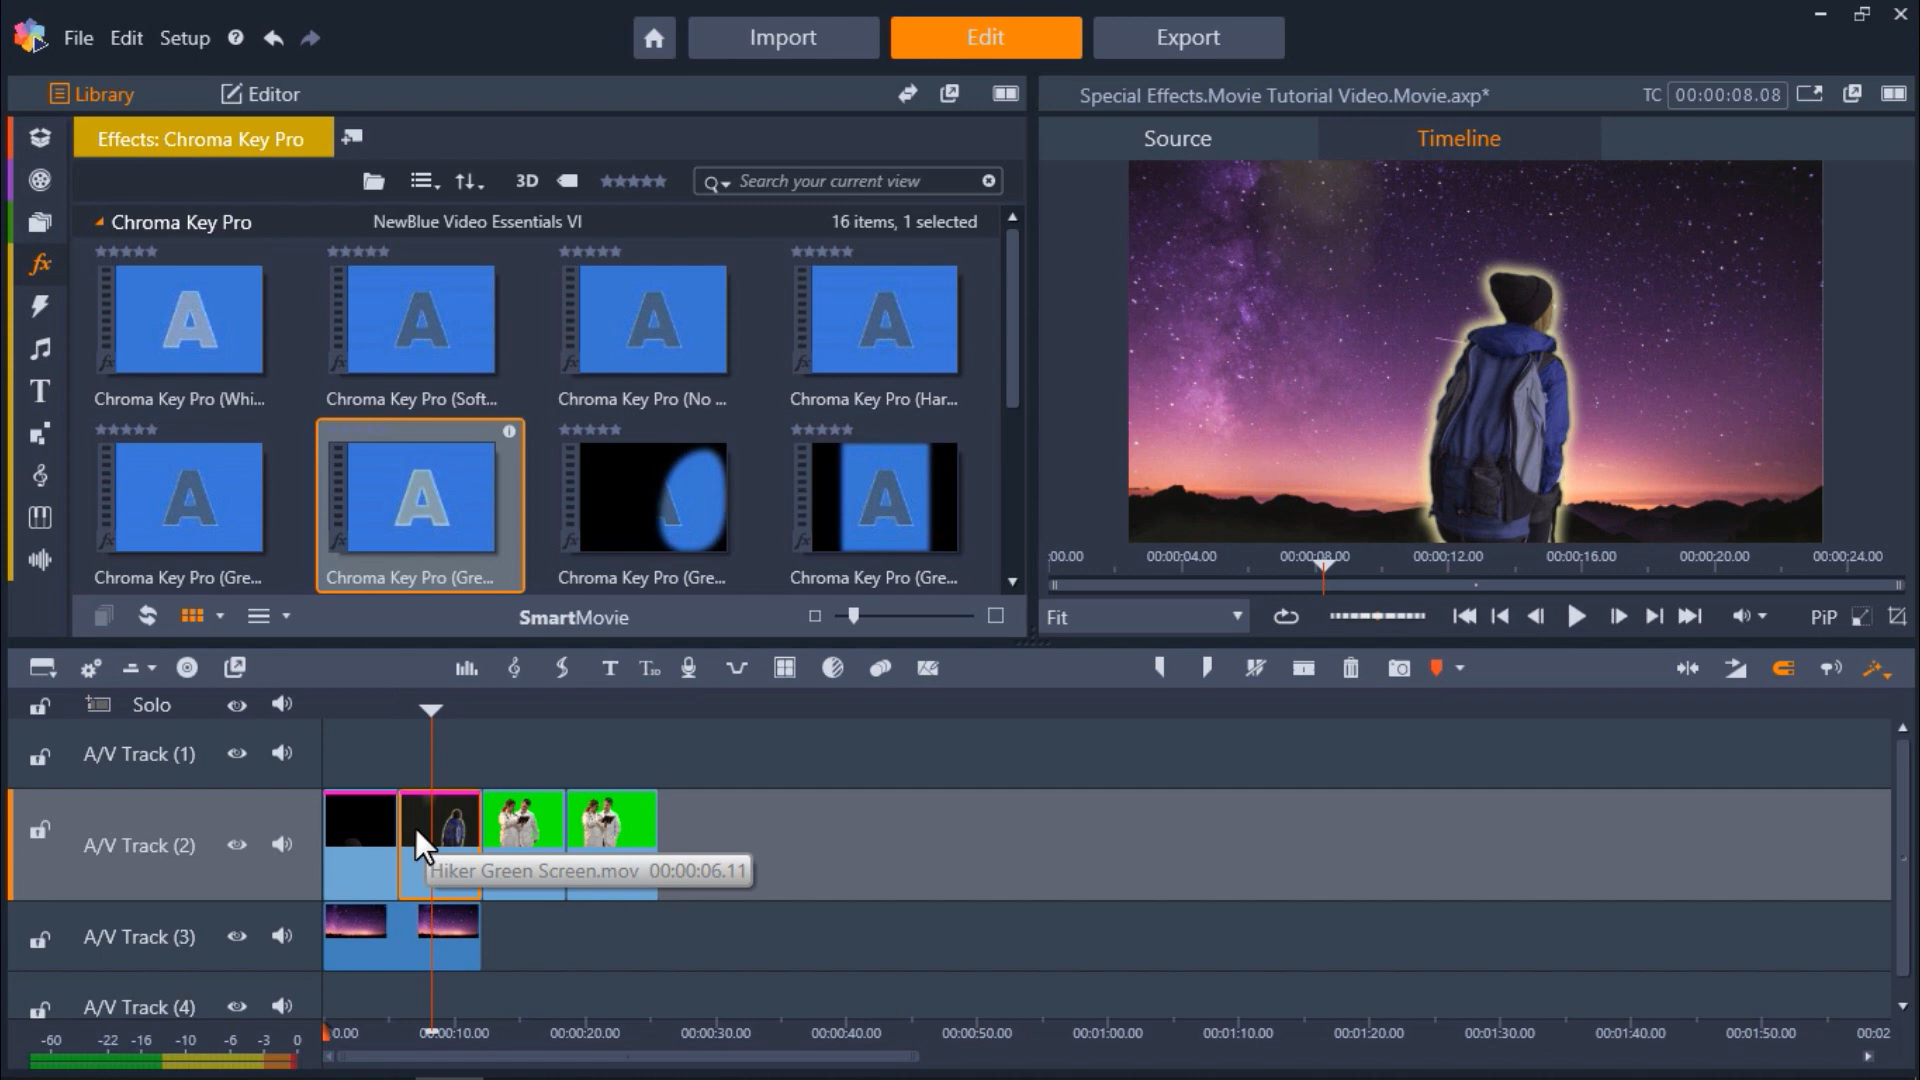 File Edit Setup
Import Edit Export
Library Editor
Special Effects.Movie Tutorial Video.Movie.axp* TC 00:00:08.08
Effects: Chroma Key Pro
Source Timeline
3D Search your current view
Chroma Key Pro NewBlue Video Essentials VI 16 items, 1 selected
A A A A
Chroma Key Pro (Whi... Chroma Key Pro (Soft... Chroma Key Pro (No ... Chroma Key Pro (Har...
A A A A
Chroma Key Pro (Gre... Chroma Key Pro (Gre... Chroma Key Pro (Gre... Chroma Key Pro (Gre...
:00.00 00:00:04.00 00:00:08.00 00:00:12.00 00:00:16.00 00:00:20.00 00:00:24.00
SmartMovie
Fit PiP
Solo
A/V Track (1)
A/V Track (2)
Hiker Green Screen.mov 00:00:06.11
A/V Track (3)
A/V Track (4)
-60 -22 -16 -10 -6 -3 0
0.00 00:00:10.00 00:00:20.00 00:00:30.00 00:00:40.00 00:00:50.00 00:01:00.00 00:01:10.00 00:01:20.00 00:01:30.00 00:01:40.00 00:01:50.00 00:02